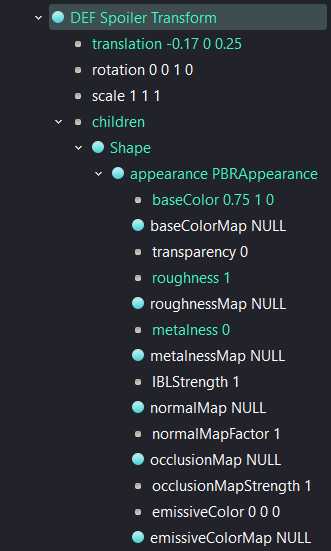 DEF Spoiler Transform
translation -0.17 0 0.25
rotation 0 0 1 0
scale 1 1 1
children
Shape
appearance PBRAppearance
baseColor 0.75 1 0
baseColorMap NULL
transparency 0
roughness 1
roughnessMap NULL
metalness 0
metalnessMap NULL
IBLStrength 1
normalMap NULL
normalMapFactor 1
occlusionMap NULL
occlusionMapStrength 1
emissiveColor 0 0 0
emissiveColorMap NULL